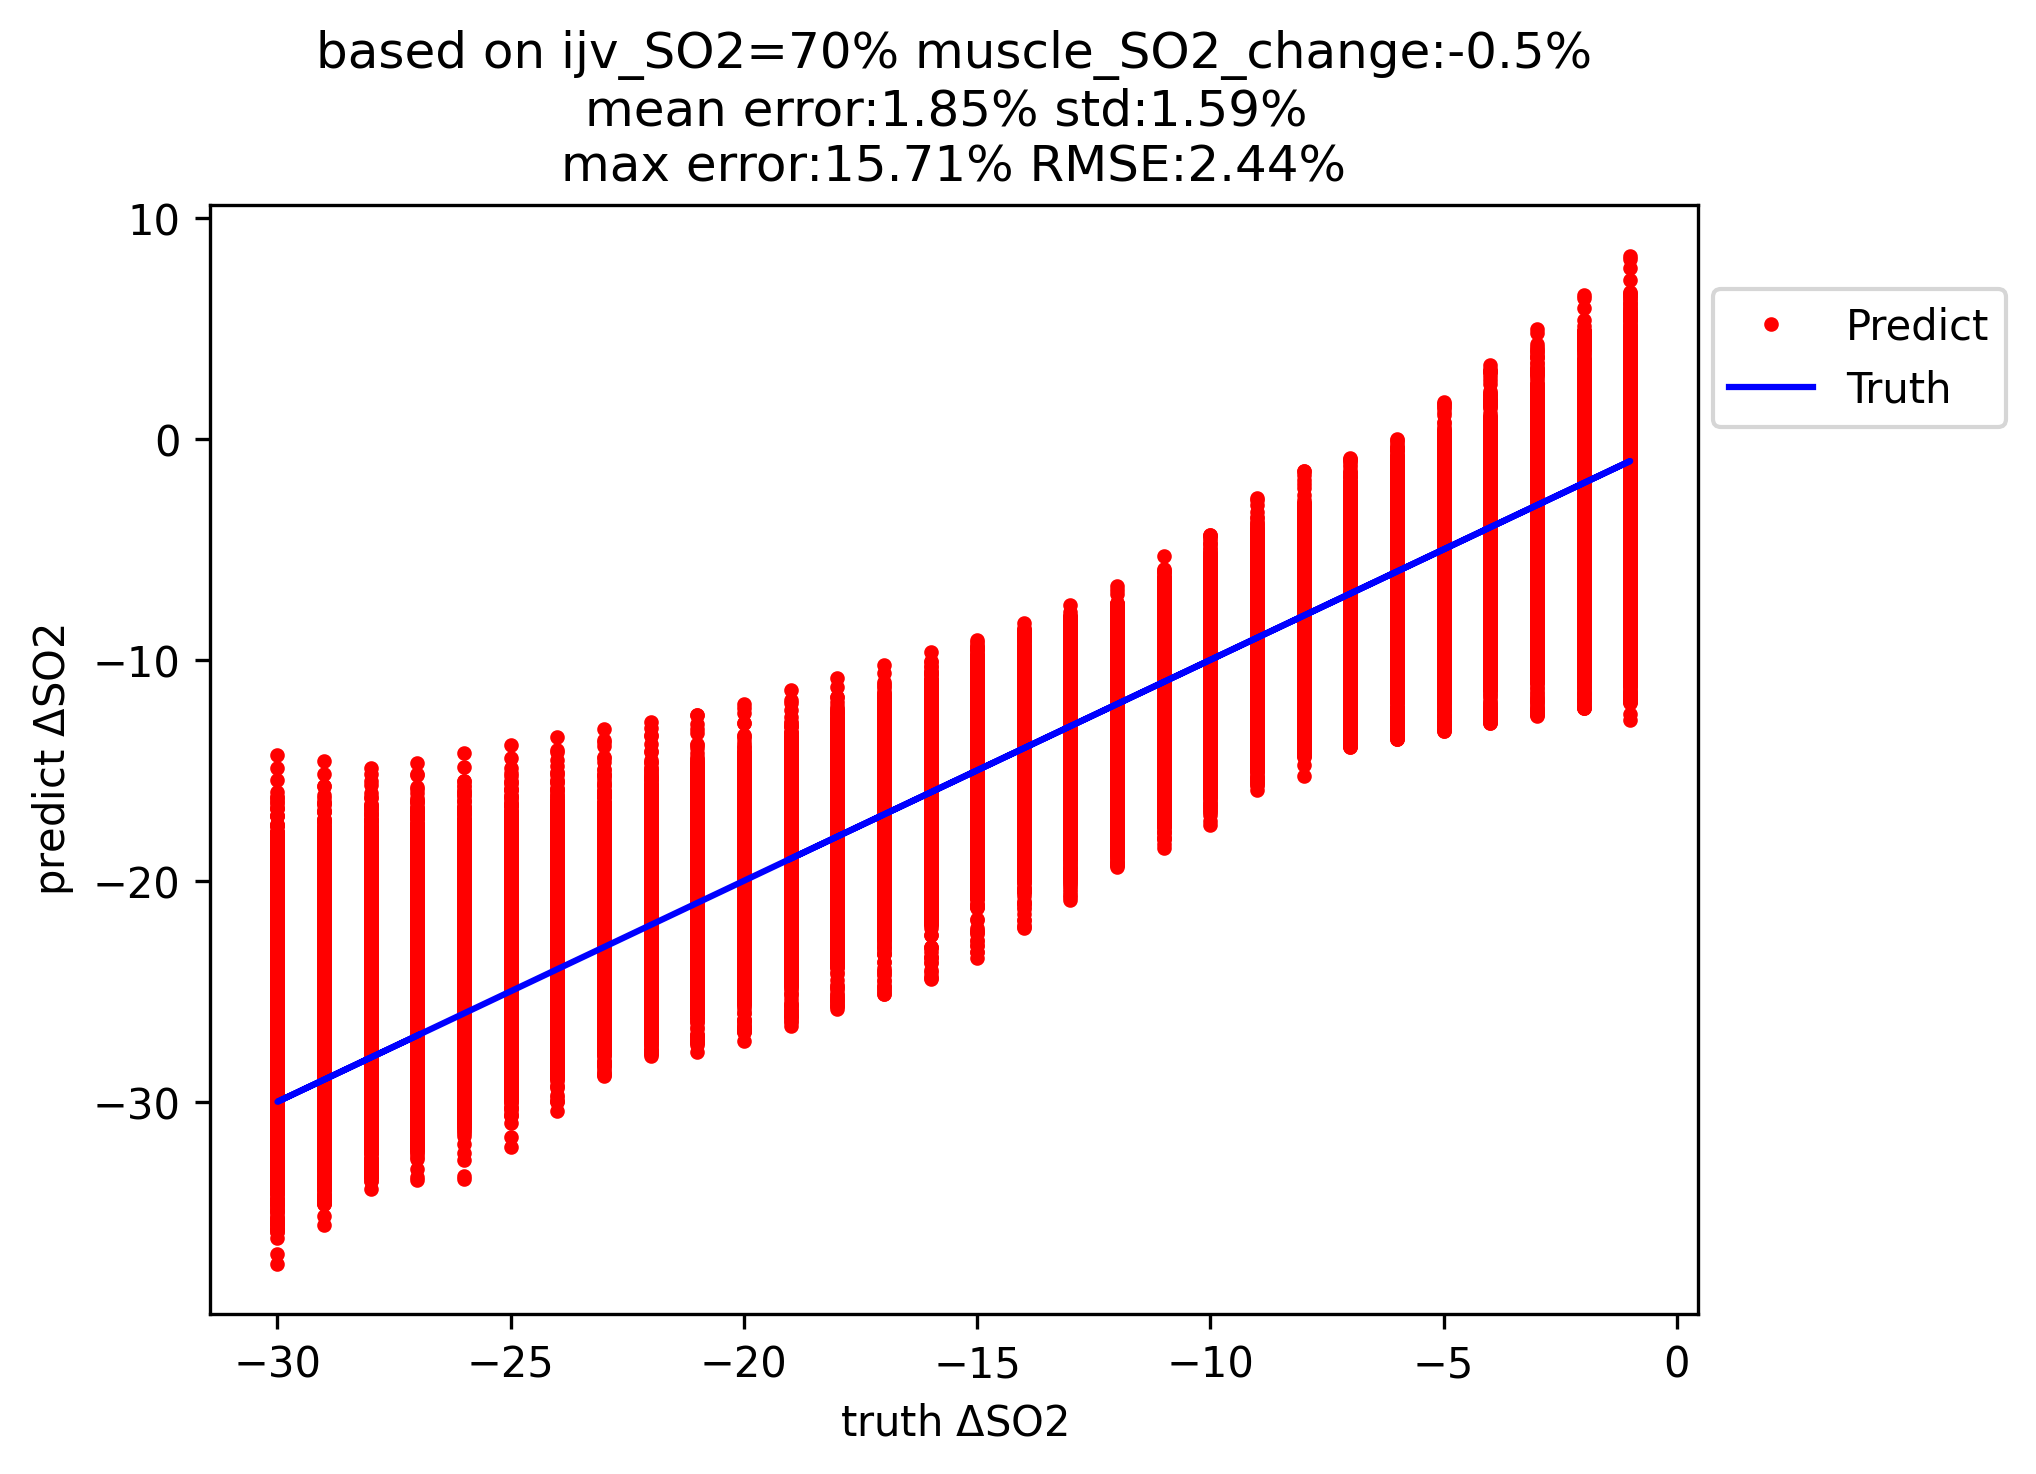 based on ijv_SO2=70% muscle_SO2_change:-0.5%
mean error:1.85% std:1.59%
max error:15.71% RMSE:2.44%
10
0
−10
−20
−30
predict ΔSO2
−30
−25
−20
−15
−10
−5
0
truth ΔSO2
Predict
Truth